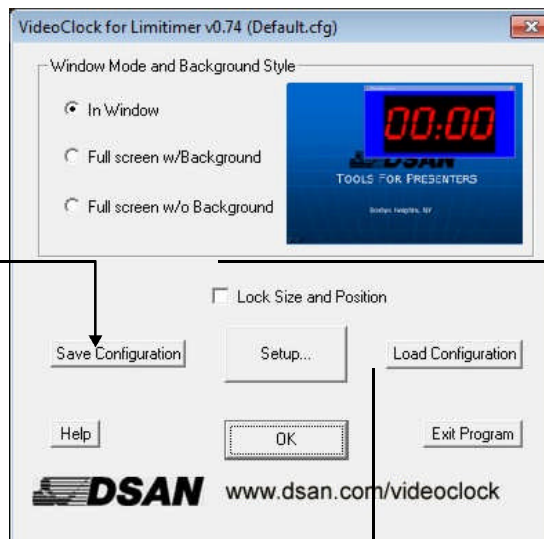 VideoClock for Limitimer v0.74 (Default.cfg)
Window Mode and Background Style
In Window
Full screen w/Background
Full screen w/o Background
00:00
DSAN
TOOLS FOR PRESENTERS
Lock Size and Position
Save Configuration
Setup...
Load Configuration
Help
OK
Exit Program
DSAN www.dsan.com/videoclock